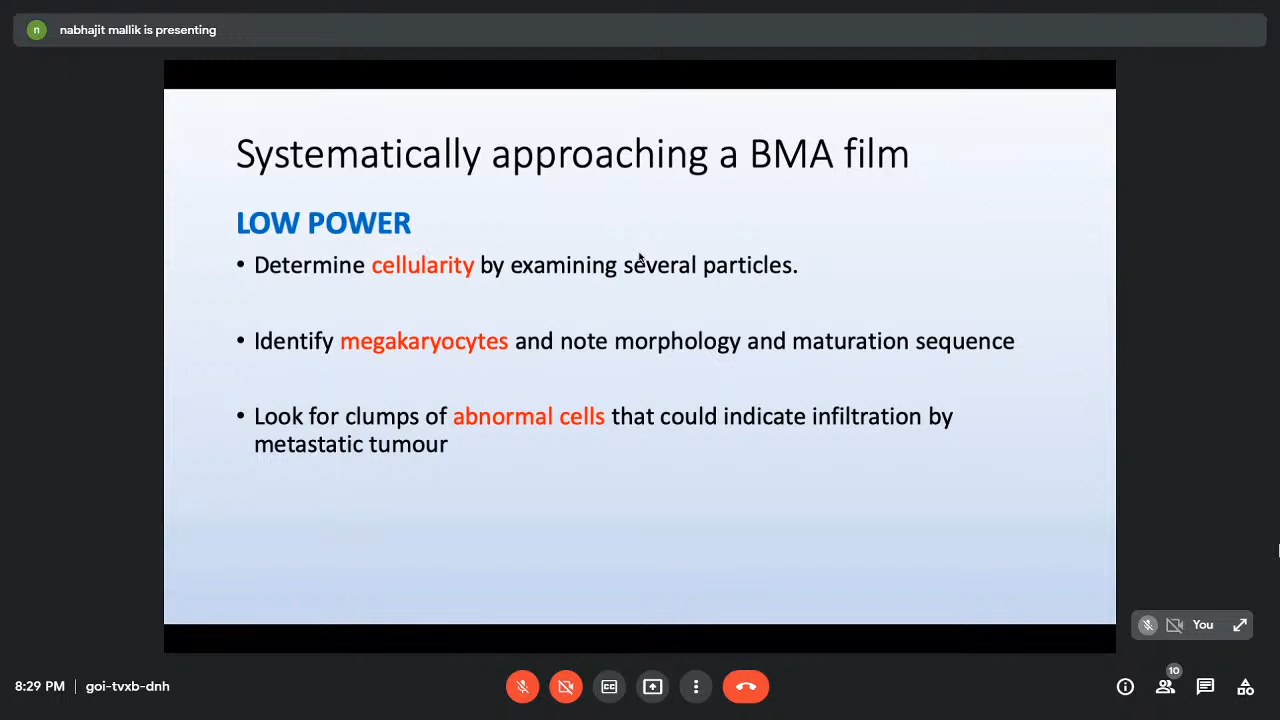 n
nabhajit mallik is presenting
Systematically approaching a BMA film
LOW POWER
• Determine cellularity by examining several particles.
• Identify megakaryocytes and note morphology and maturation sequence
• Look for clumps of abnormal cells that could indicate infiltration by
metastatic tumour
You
8:29 PM | goi-tvxb-dnh
CC
10